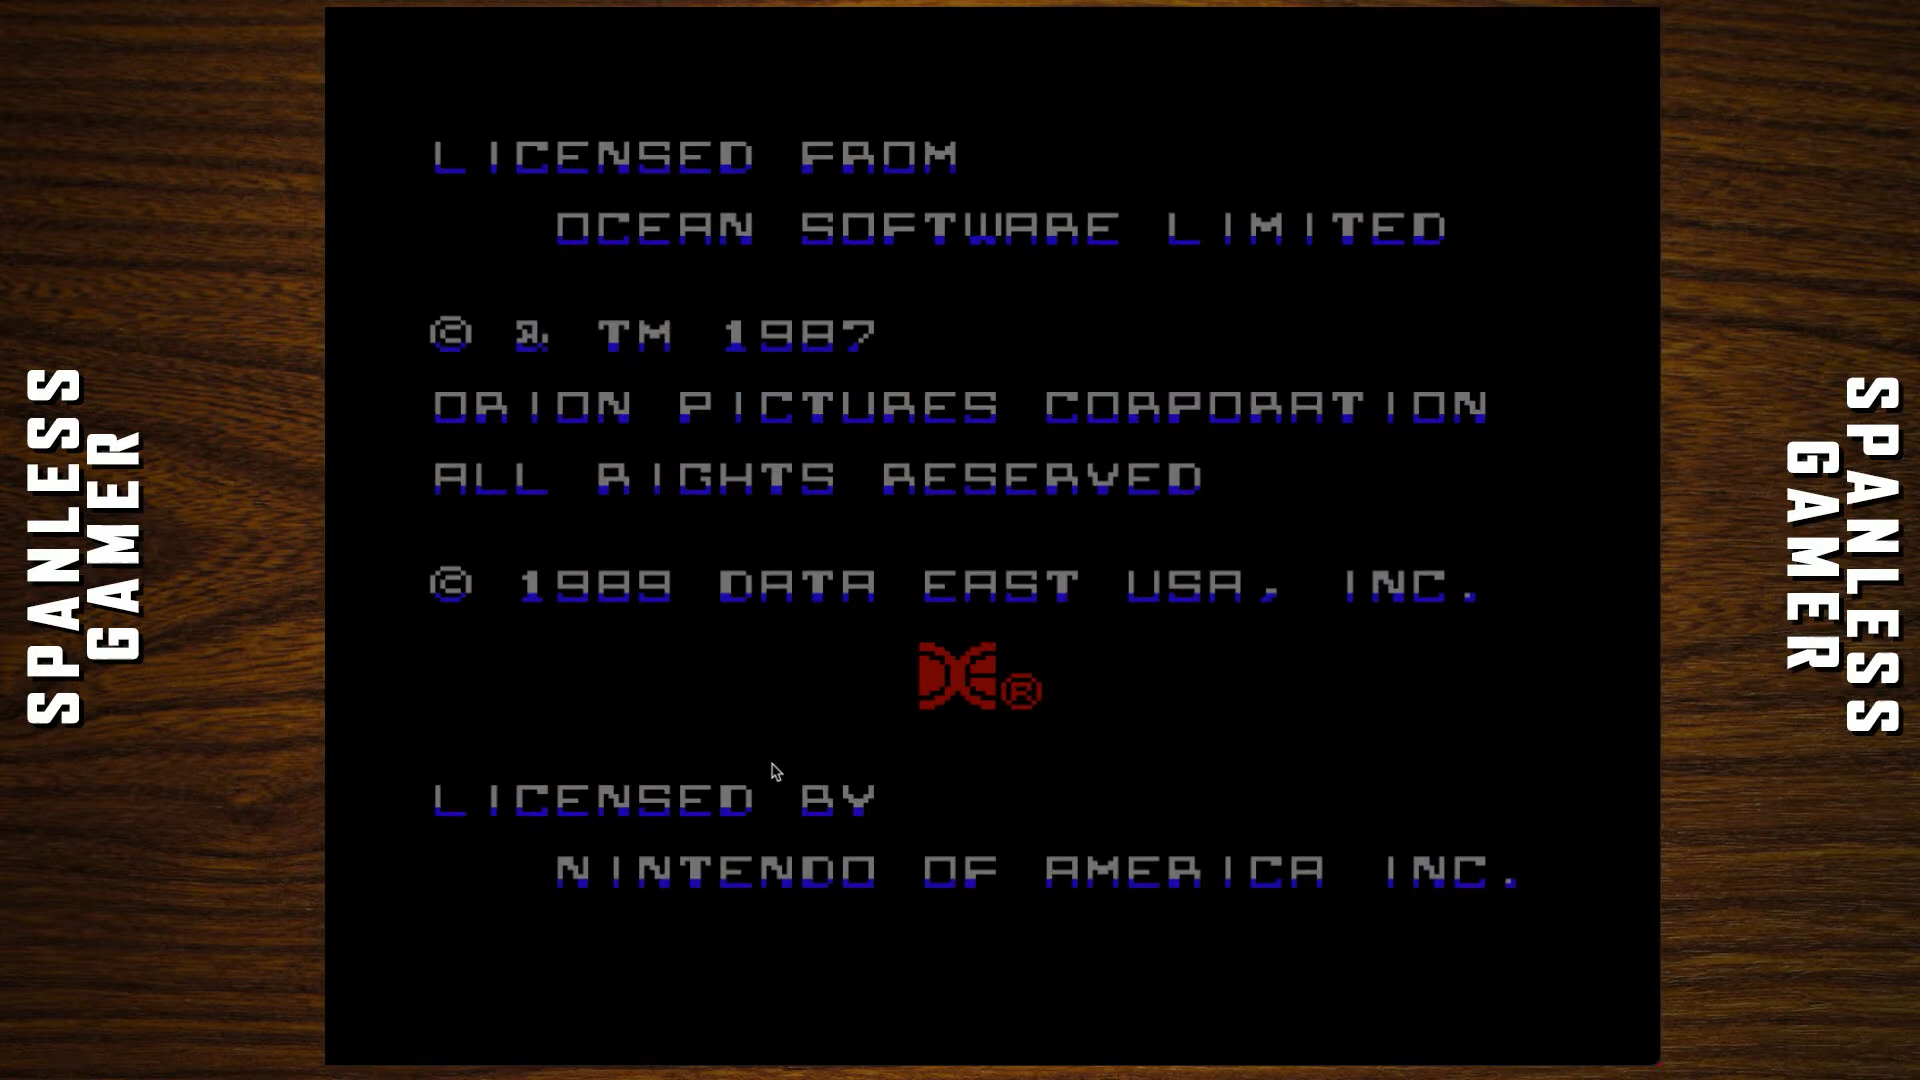 LICENSED FROM
OCEAN SOFTWARE LIMITED
© & TM 1987
ORION PICTURES CORPORATION
ALL RIGHTS RESERVED
© 1989 DATA EAST USA, INC.
DE®
LICENSED BY
NINTENDO OF AMERICA INC.
SPANLESS
GAMER
SPANLESS
GAMER